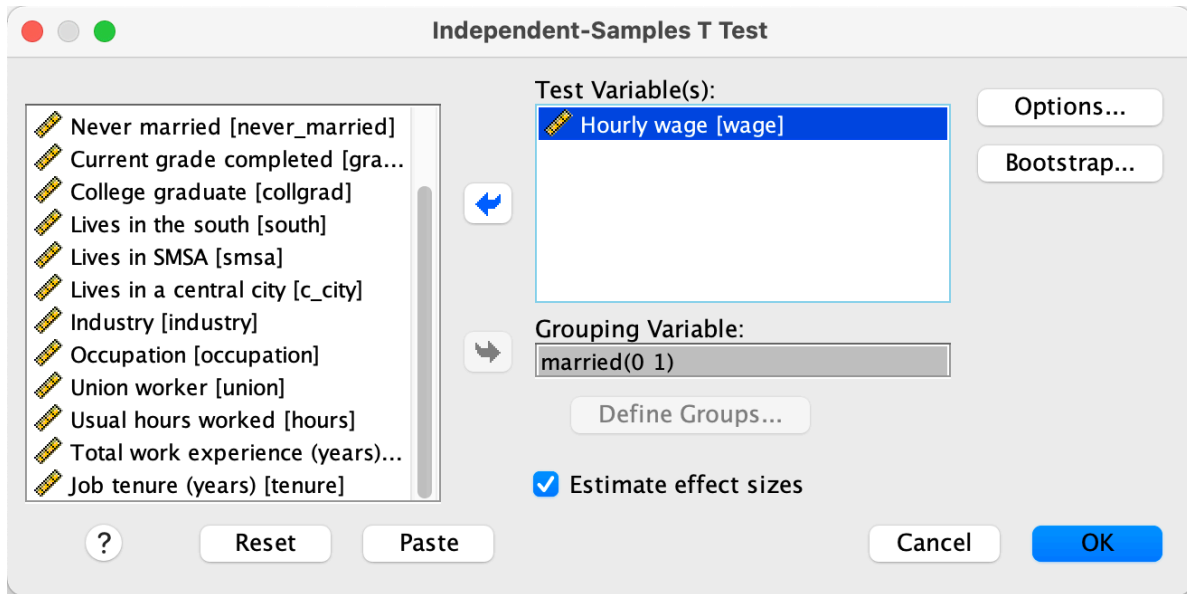 Independent-Samples T Test
Never married [never_married]
Current grade completed [gra...
College graduate [collgrad]
Lives in the south [south]
Lives in SMSA [smsa]
Lives in a central city [c_city]
Industry [industry]
Occupation [occupation]
Union worker [union]
Usual hours worked [hours]
Total work experience (years)...
Job tenure (years) [tenure]
Test Variable(s):
Hourly wage [wage]
Grouping Variable:
married(0 1)
Define Groups...
Estimate effect sizes
Options...
Bootstrap...
?
Reset
Paste
Cancel
OK